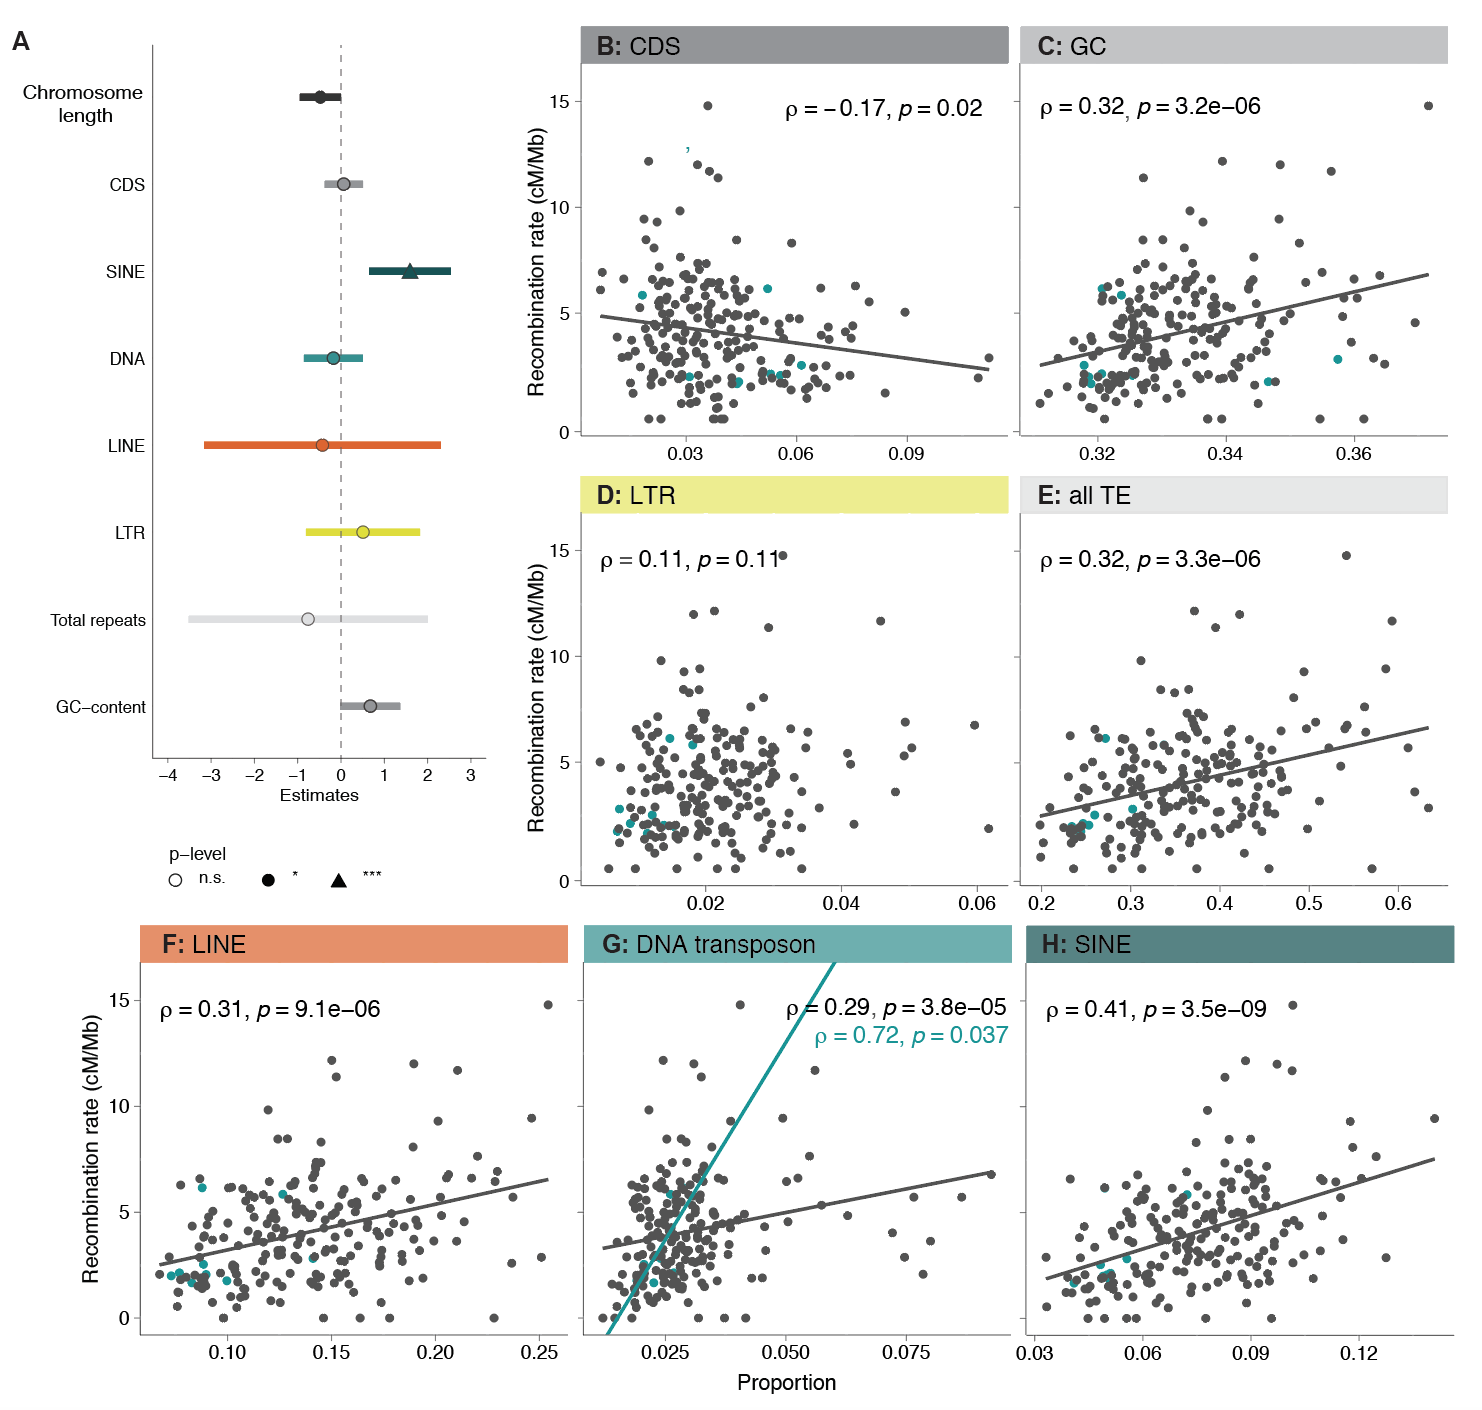 A
Chromosome
length
CDS
SINE
DNA
LINE
LTR
Total repeats
GC−content
−4 −3 −2 −1 0 1 2 3
Estimates
p−level
n.s. * ***
B: CDS
ρ = −0.17, p = 0.02
,
Recombination rate (cM/Mb)
15
10
5
0
0.03 0.06 0.09
C: GC
ρ = 0.32, p = 3.2e−06
0.32 0.34 0.36
D: LTR
ρ = 0.11, p = 0.11
Recombination rate (cM/Mb)
15
10
5
0
0.02 0.04 0.06
E: all TE
ρ = 0.32, p = 3.3e−06
0.2 0.3 0.4 0.5 0.6
F: LINE
ρ = 0.31, p = 9.1e−06
Recombination rate (cM/Mb)
15
10
5
0
0.10 0.15 0.20 0.25
G: DNA transposon
ρ = 0.29, p = 3.8e−05
ρ = 0.72, p = 0.037
0.025 0.050 0.075
Proportion
H: SINE
ρ = 0.41, p = 3.5e−09
0.03 0.06 0.09 0.12